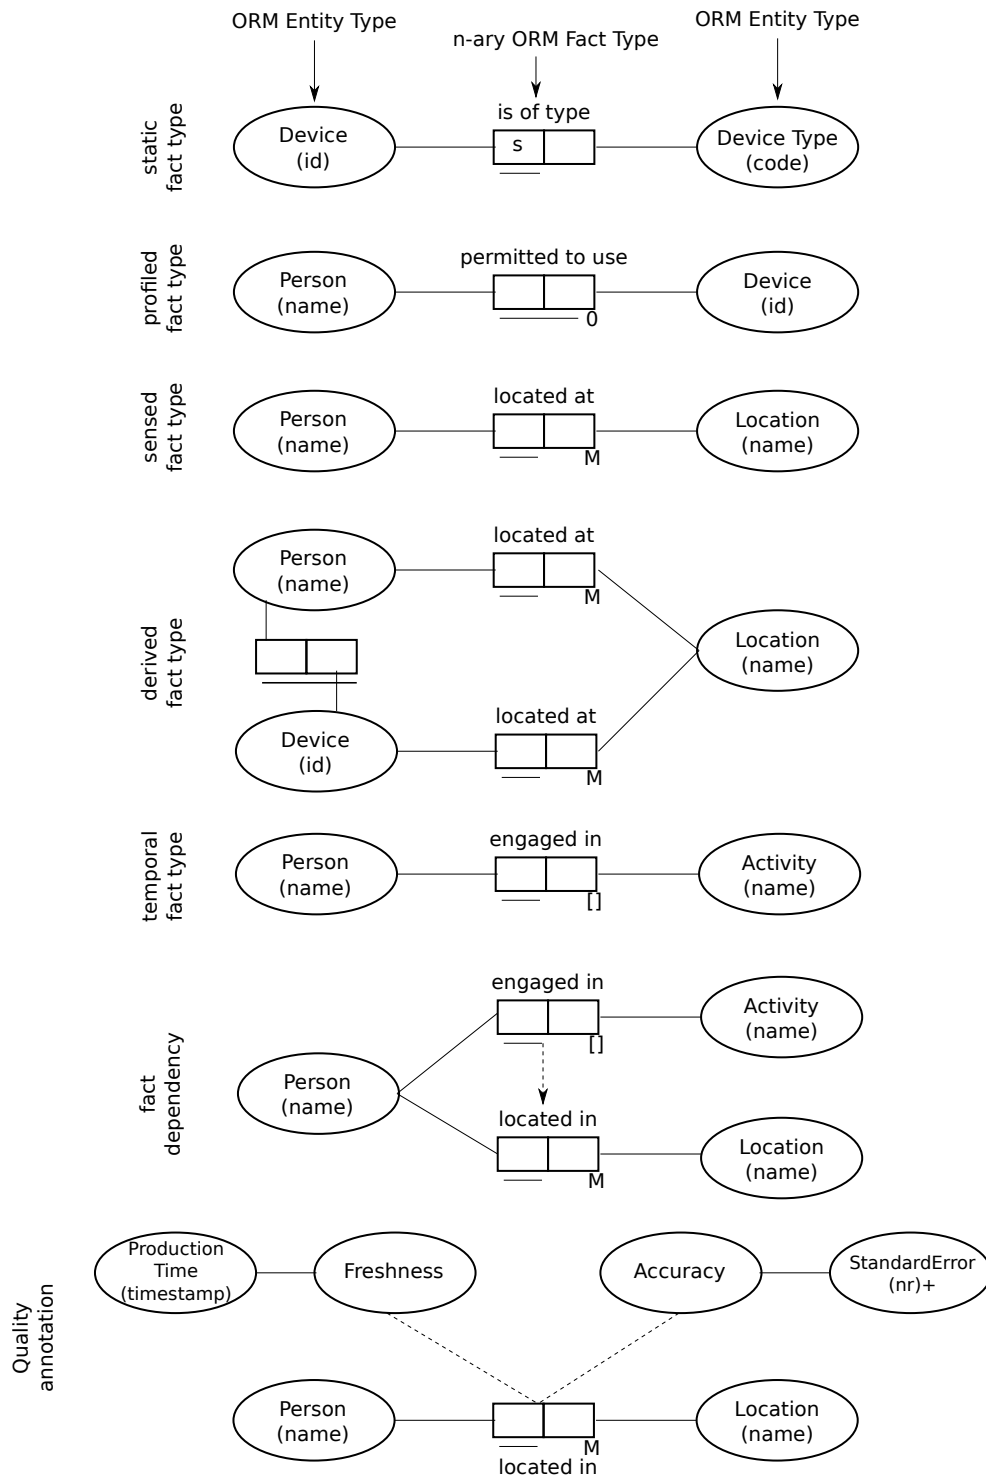 ORM Entity Type
n-ary ORM Fact Type
ORM Entity Type
static
fact type
Device
(id)
is of type
s
Device Type
(code)
profiled
fact type
Person
(name)
permitted to use
0
Device
(id)
sensed
fact type
Person
(name)
located at
M
Location
(name)
derived
fact type
Person
(name)
located at
M
Location
(name)
Device
(id)
located at
M
temporal
fact type
Person
(name)
engaged in
[]
Activity
(name)
fact
dependency
Person
(name)
engaged in
[]
Activity
(name)
located in
M
Location
(name)
Quality
annotation
Production
Time
(timestamp)
Freshness
Accuracy
StandardError
(nr)+
Person
(name)
M
located in
Location
(name)